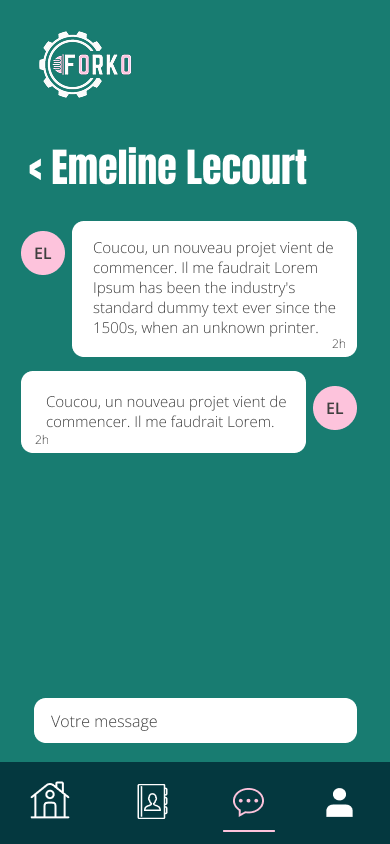 FORKO
< Emeline Lecourt
EL
Coucou, un nouveau projet vient de
commencer. Il me faudrait Lorem
Ipsum has been the industry's
standard dummy text ever since the
1500s, when an unknown printer.
2h
Coucou, un nouveau projet vient de
commencer. Il me faudrait Lorem.
2h
EL
Votre message